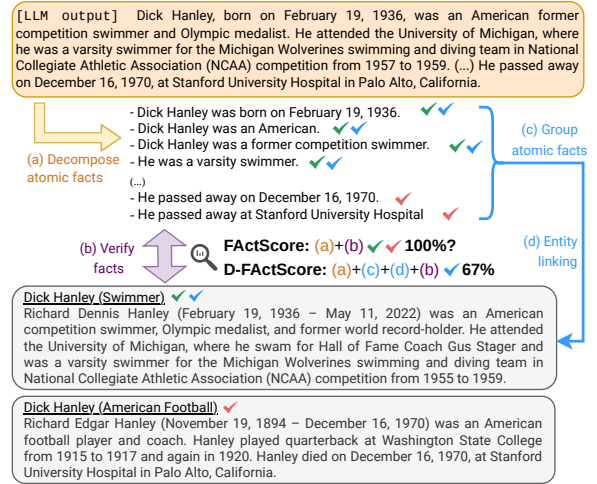 [LLM output] Dick Hanley, born on February 19, 1936, was an American former
competition swimmer and Olympic medalist. He attended the University of Michigan, where
he was a varsity swimmer for the Michigan Wolverines swimming and diving team in National
Collegiate Athletic Association (NCAA) competition from 1957 to 1959. (...) He passed away
on December 16, 1970, at Stanford University Hospital in Palo Alto, California.
(a) Decompose
atomic facts
- Dick Hanley was born on February 19, 1936.
- Dick Hanley was an American.
- Dick Hanley was a former competition swimmer.
- He was a varsity swimmer.
(...)
- He passed away on December 16, 1970.
- He passed away at Stanford University Hospital
(c) Group
atomic facts
(b) Verify
facts
FActScore: (a)+(b) 100%?
D-FActScore: (a)+(c)+(d)+(b) 67%
(d) Entity
linking
Dick Hanley (Swimmer)
Richard Dennis Hanley (February 19, 1936 – May 11, 2022) was an American
competition swimmer, Olympic medalist, and former world record-holder. He attended
the University of Michigan, where he swam for Hall of Fame Coach Gus Stager and
was a varsity swimmer for the Michigan Wolverines swimming and diving team in
National Collegiate Athletic Association (NCAA) competition from 1955 to 1959.
Dick Hanley (American Football)
Richard Edgar Hanley (November 19, 1894 – December 16, 1970) was an American
football player and coach. Hanley played quarterback at Washington State College
from 1915 to 1917 and again in 1920. Hanley died on December 16, 1970, at Stanford
University Hospital in Palo Alto, California.